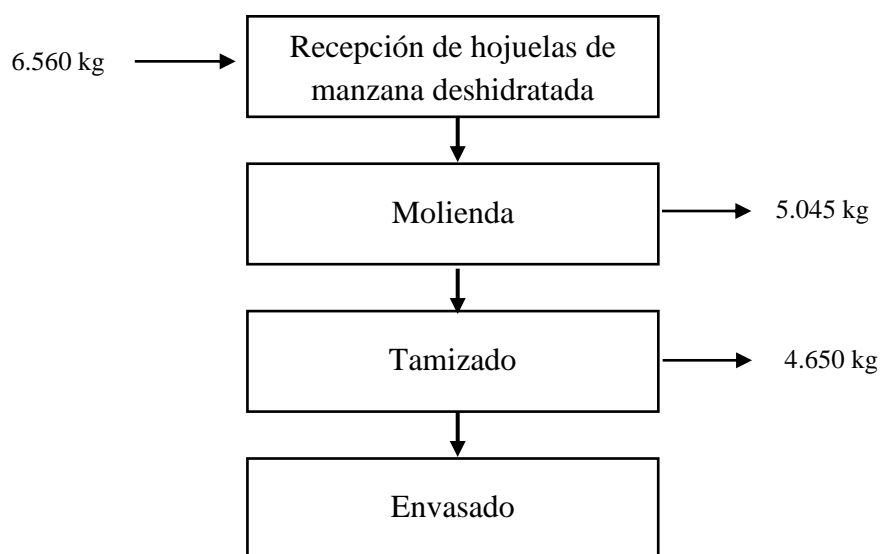 6.560 kg
Recepción de hojuelas de
manzana deshidratada
Molienda
5.045 kg
Tamizado
4.650 kg
Envasado